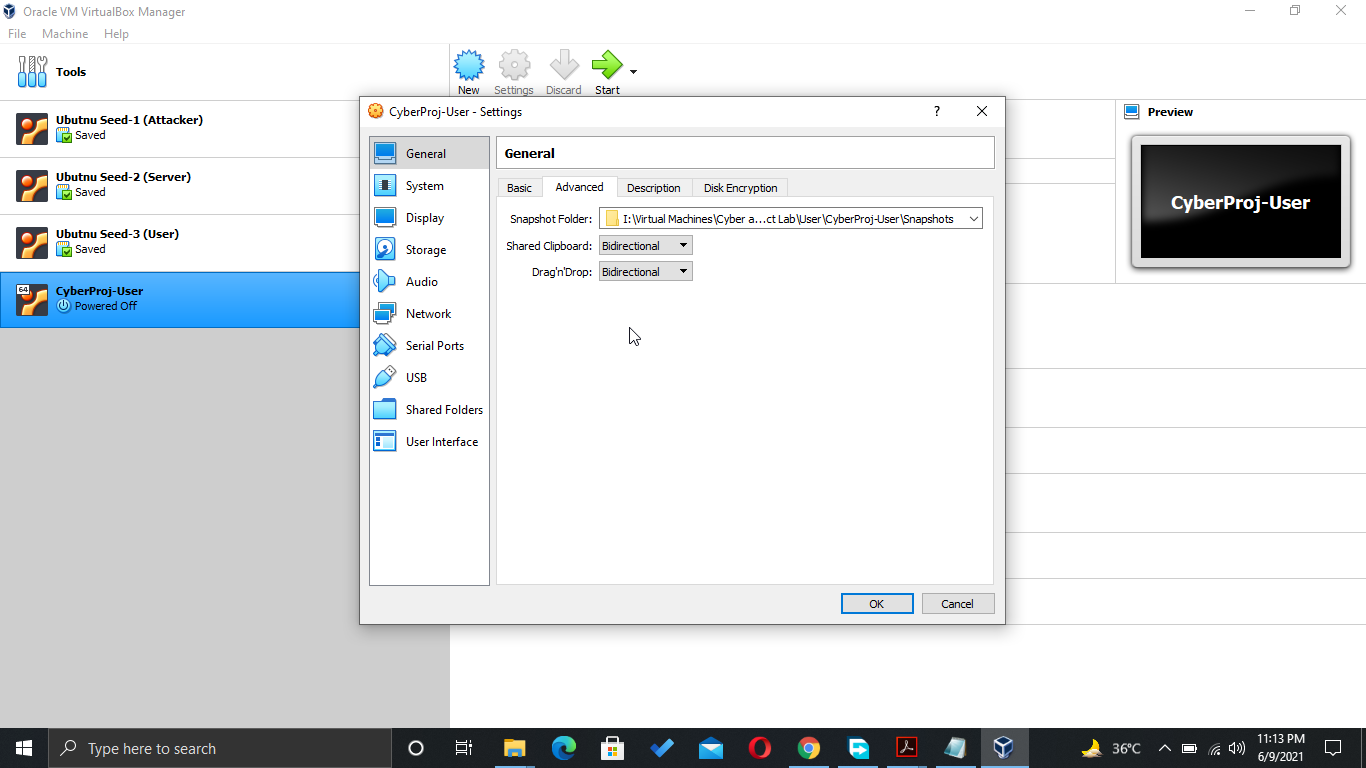 Oracle VM VirtualBox Manager
File Machine Help
Tools
New Settings Discard Start
Ubutnu Seed-1 (Attacker)
Saved
Ubutnu Seed-2 (Server)
Saved
Ubutnu Seed-3 (User)
Saved
64
CyberProj-User
Powered Off
CyberProj-User - Settings
?
General
System
Display
Storage
Audio
Network
Serial Ports
USB
Shared Folders
User Interface
General
Basic Advanced Description Disk Encryption
Snapshot Folder: I:\Virtual Machines\Cyber a...ct Lab\User\CyberProj-User\Snapshots
Shared Clipboard: Bidirectional
Drag'n'Drop: Bidirectional
OK Cancel
Preview
CyberProj-User
Type here to search
36°C
11:13 PM
6/9/2021